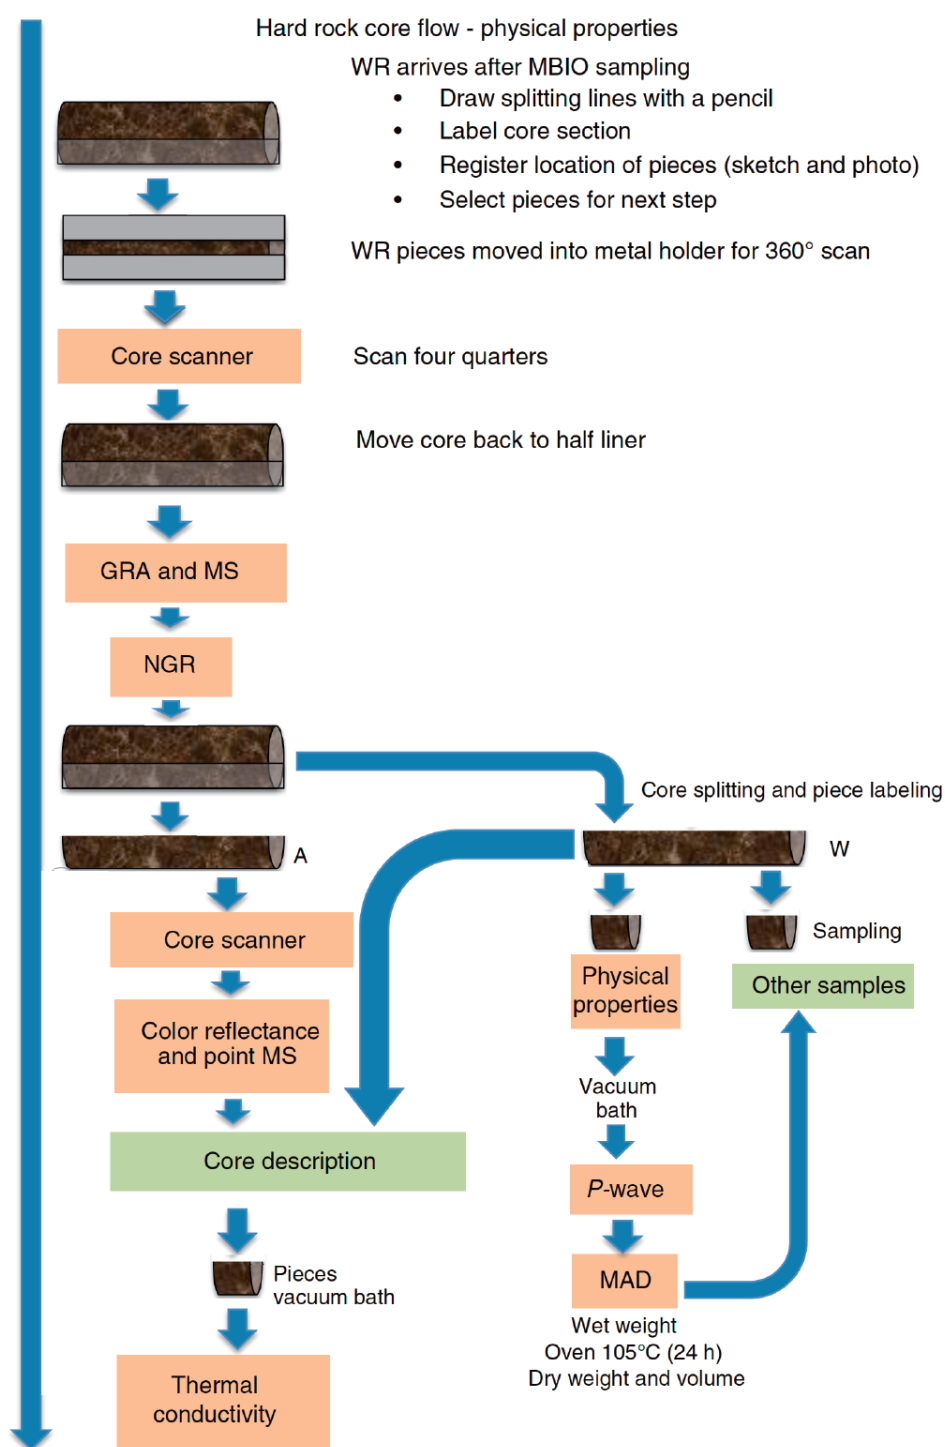 Hard rock core flow - physical properties
WR arrives after MBIO sampling
• Draw splitting lines with a pencil
• Label core section
• Register location of pieces (sketch and photo)
• Select pieces for next step
WR pieces moved into metal holder for 360° scan
Core scanner
Scan four quarters
Move core back to half liner
GRA and MS
NGR
Core splitting and piece labeling
A
W
Core scanner
Sampling
Physical
properties
Other samples
Color reflectance
and point MS
Vacuum
bath
Core description
P-wave
Pieces
vacuum bath
MAD
Wet weight
Oven 105°C (24 h)
Dry weight and volume
Thermal
conductivity